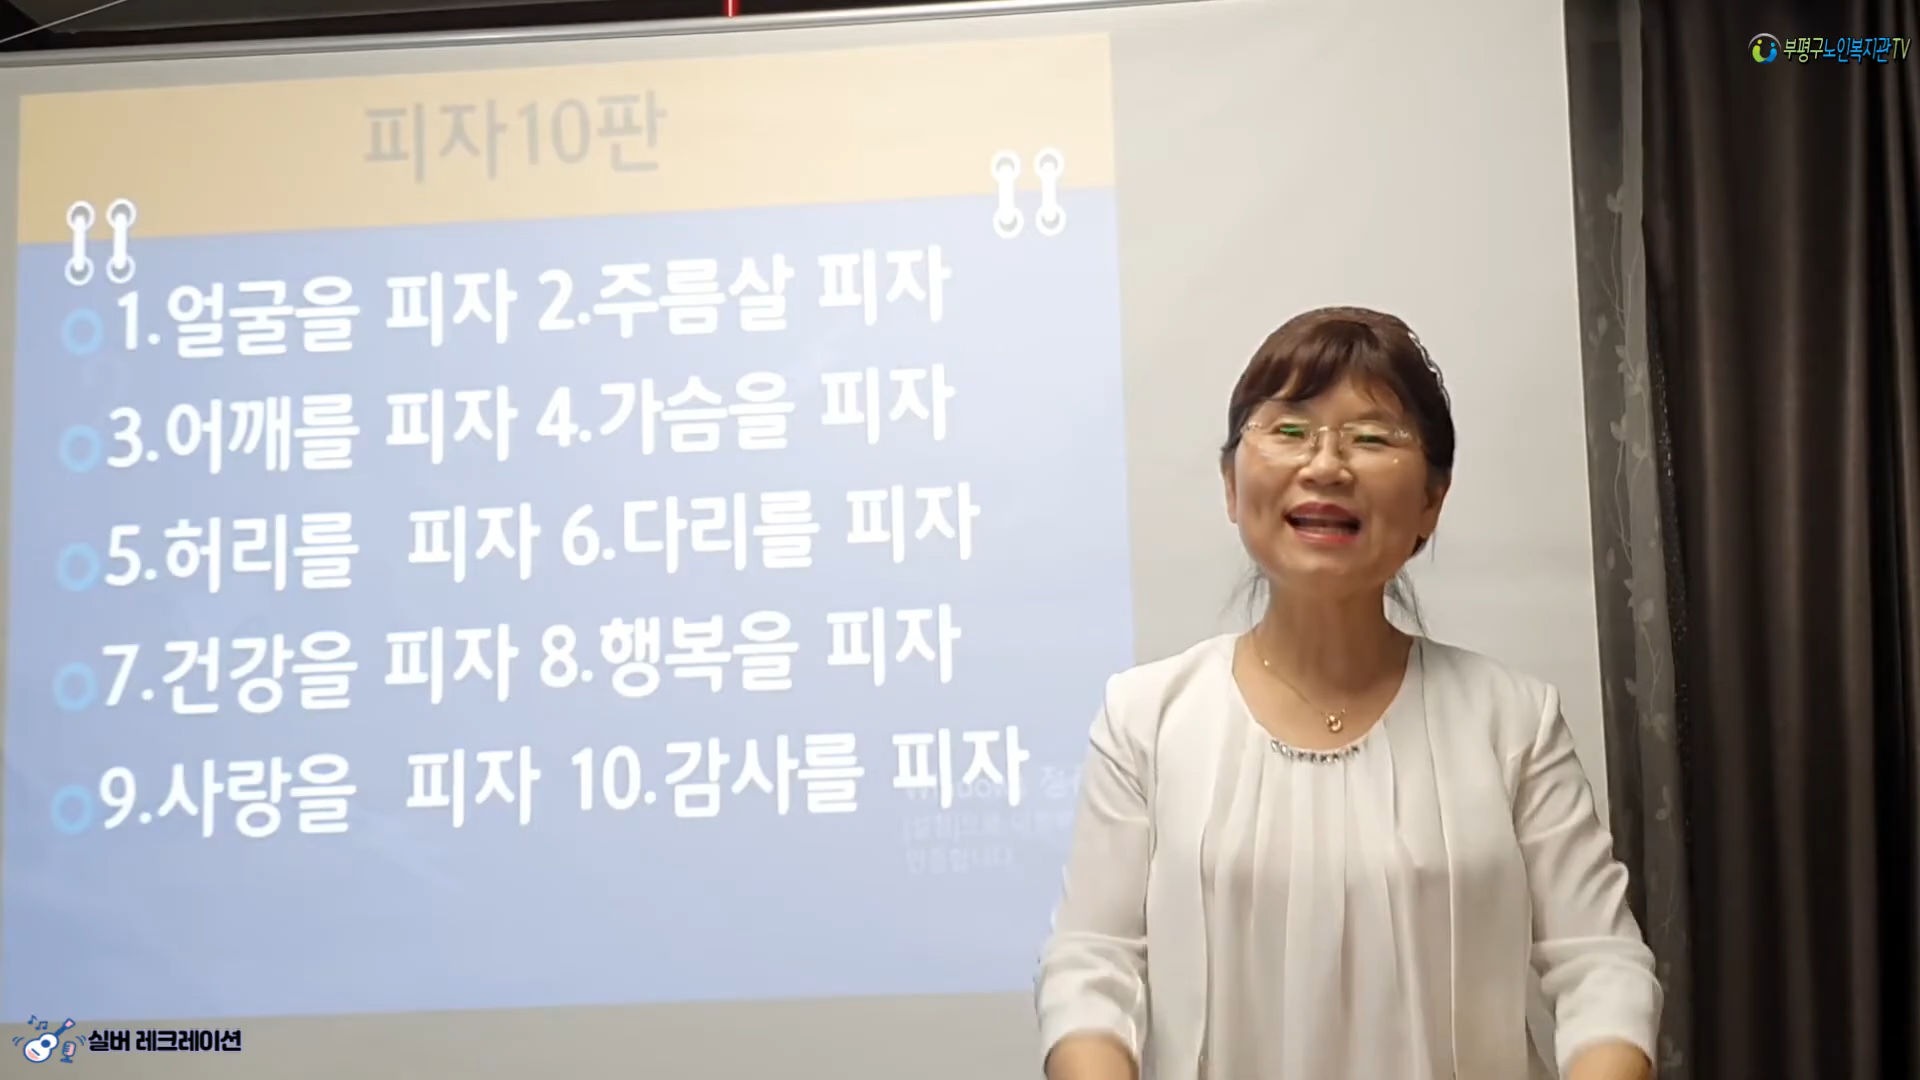 부평구노인복지관TV
피자10판
1.얼굴을 피자 2.주름살 피자
3.어깨를 피자 4.가슴을 피자
5.허리를 피자 6.다리를 피자
7.건강을 피자 8.행복을 피자
9.사랑을 피자 10.감사를 피자
Windows 정
실버 레크레이션